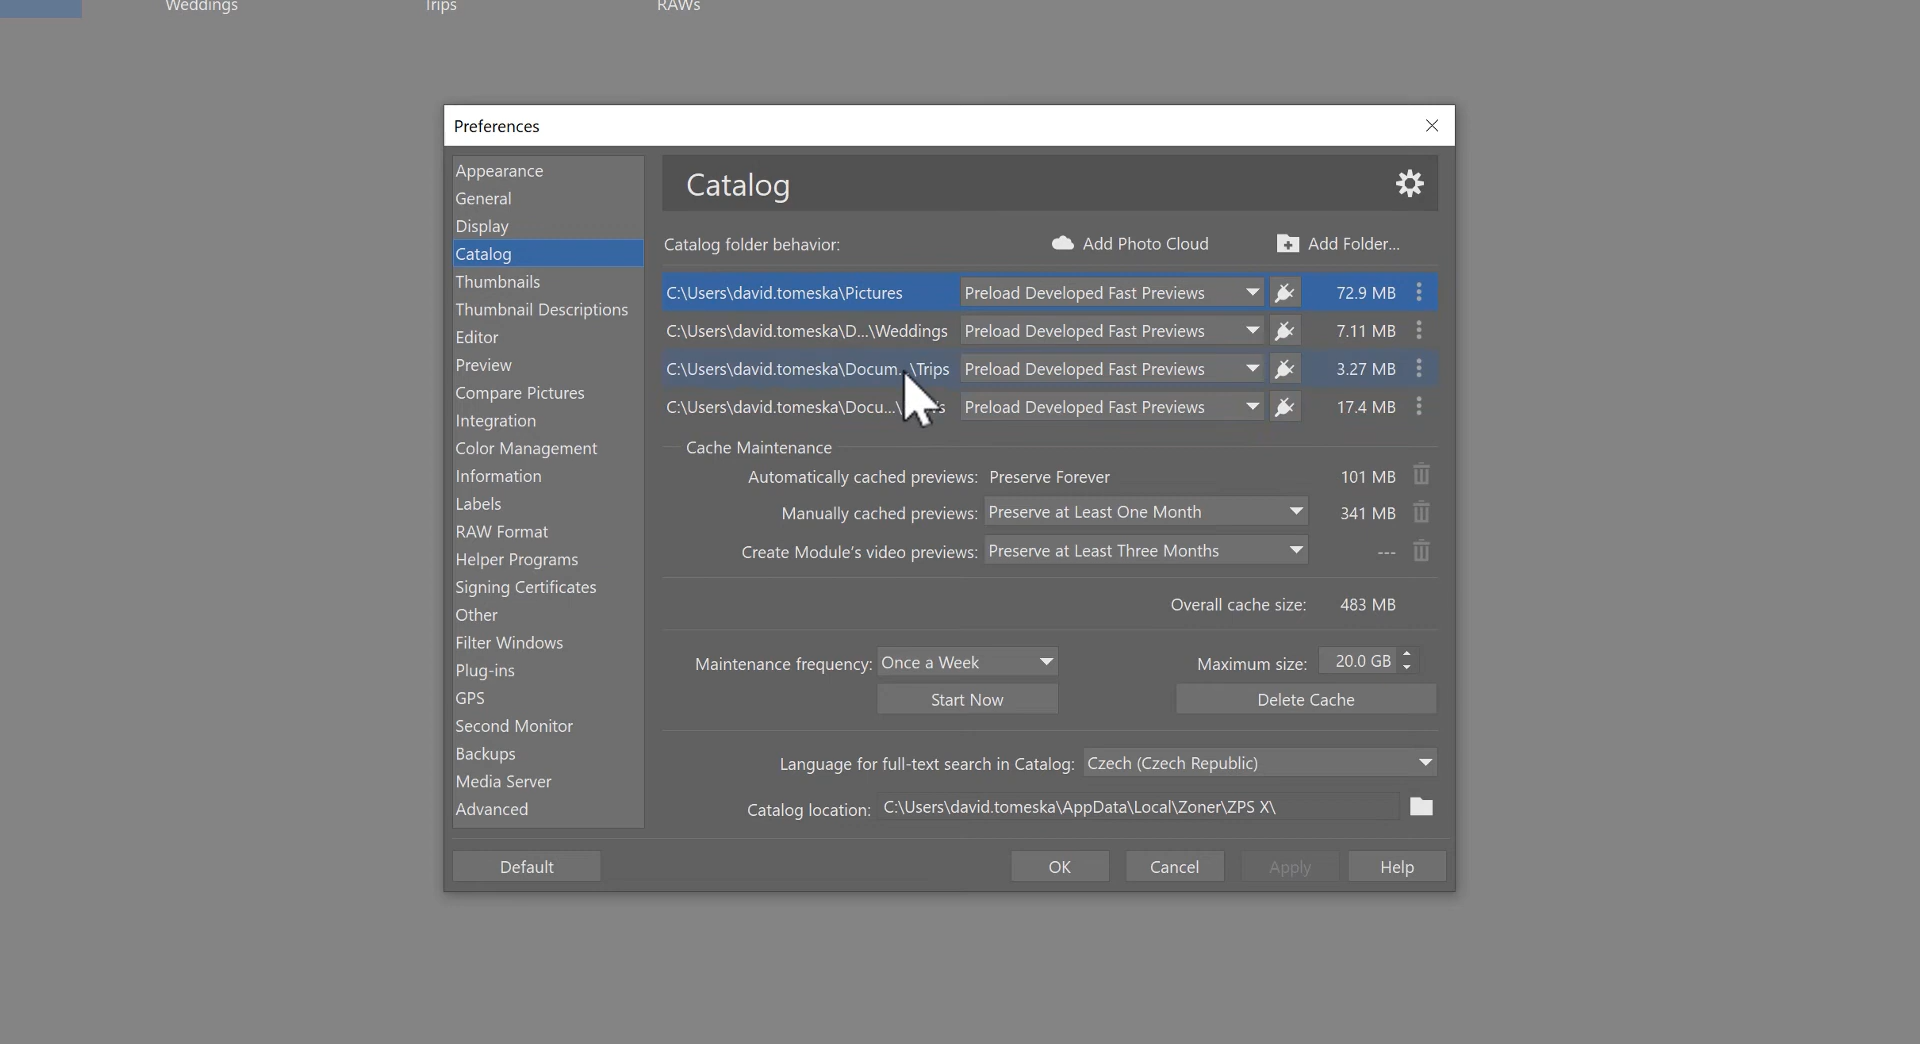 Weddings Trips RAWs
Preferences
Appearance
General
Display
Catalog
Thumbnails
Thumbnail Descriptions
Editor
Preview
Compare Pictures
Integration
Color Management
Information
Labels
RAW Format
Helper Programs
Signing Certificates
Other
Filter Windows
Plug-ins
GPS
Second Monitor
Backups
Media Server
Advanced
Catalog
Catalog folder behavior: Add Photo Cloud Add Folder...
C:\Users\david.tomeska\Pictures Preload Developed Fast Previews 72.9 MB
C:\Users\david.tomeska\D...\Weddings Preload Developed Fast Previews 7.11 MB
C:\Users\david.tomeska\Docum...\Trips Preload Developed Fast Previews 3.27 MB
C:\Users\david.tomeska\Docu...\ Preload Developed Fast Previews 17.4 MB
Cache Maintenance
Automatically cached previews: Preserve Forever 101 MB
Manually cached previews: Preserve at Least One Month 341 MB
Create Module's video previews: Preserve at Least Three Months ---
Overall cache size: 483 MB
Maintenance frequency: Once a Week Maximum size: 20.0 GB
Start Now Delete Cache
Language for full-text search in Catalog: Czech (Czech Republic)
Catalog location: C:\Users\david.tomeska\AppData\Local\Zoner\ZPS X\
Default OK Cancel Apply Help